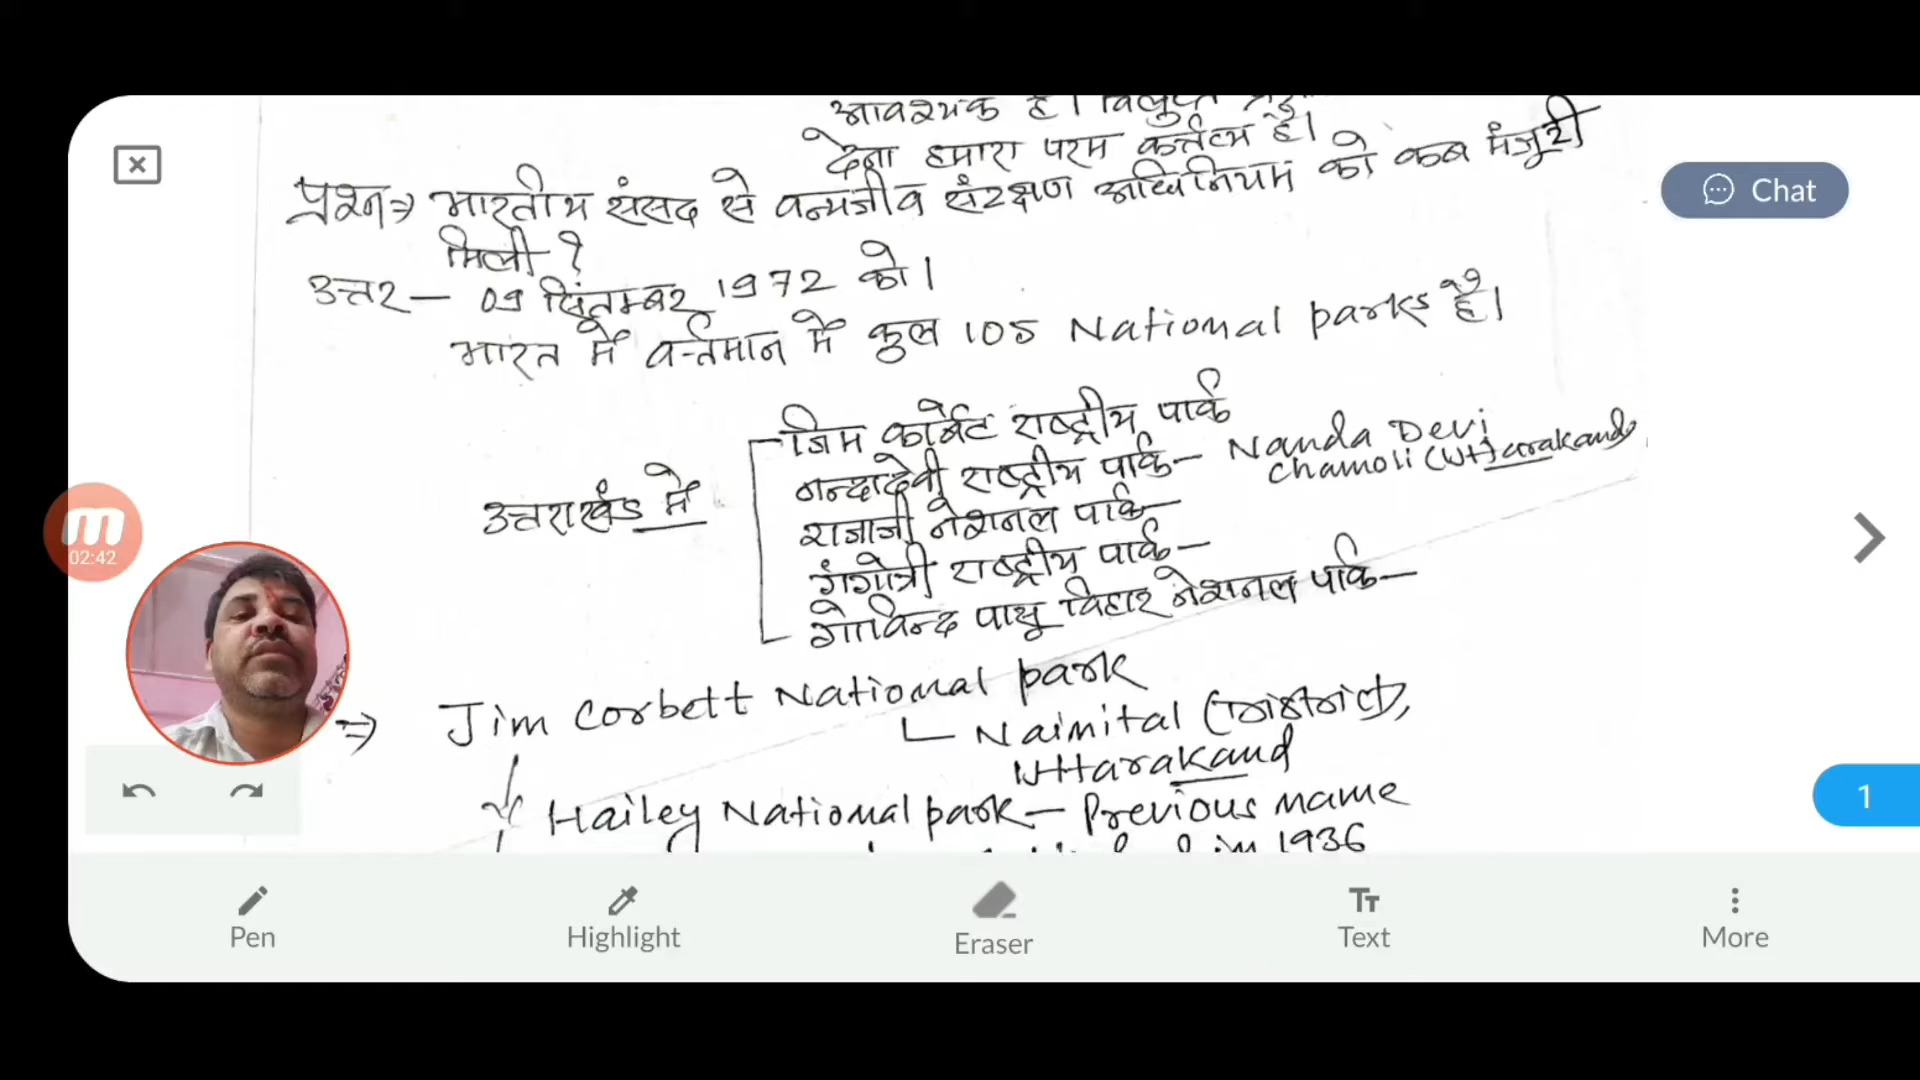 आवश्यक है। विलुप्त
देना हमारा परम कर्त्तव्य है।
प्रश्न⇒ भारतीय संसद से वन्यजीव संरक्षण अधिनियम को कब मंजूरी
मिली ?
उत्तर — 09 सितम्बर 1972 को।
भारत में वर्तमान में कुल 105 National parks हैं।
जिम कार्बेट राष्ट्रीय पार्क
नन्दादेवी राष्ट्रीय पार्क — Nanda Devi
Chamoli (Uttarakand)
उत्तराखंड में
राजाजी नेशनल पार्क —
गंगोत्री राष्ट्रीय पार्क —
गोविन्द पाशु विहार नेशनल पार्क —
⇒ Jim Corbett National park
Nainital (District),
Uttarakand
Hailey National park — Previous name
in 1936
Chat
02:42
1
Pen
Highlight
Eraser
Text
More